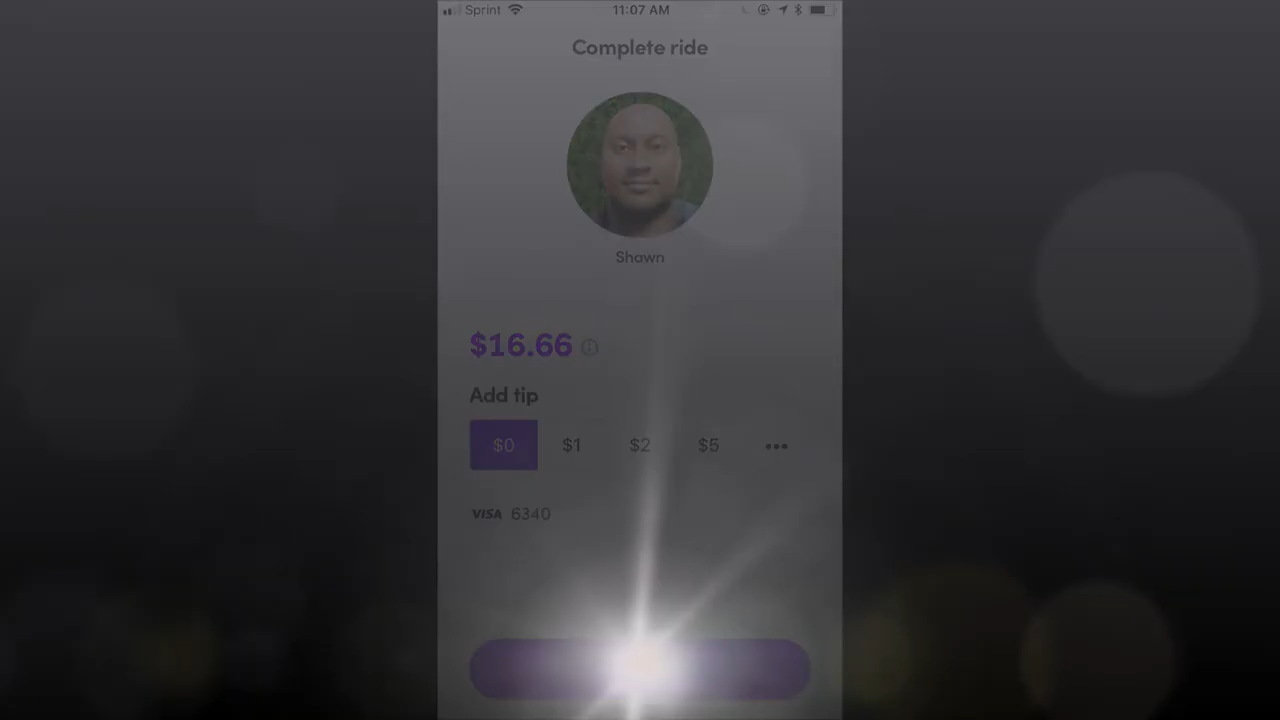 Sprint 11:07 AM
Complete ride
Shawn
$16.66
Add tip
$0 $1 $2 $5 •••
VISA 6340